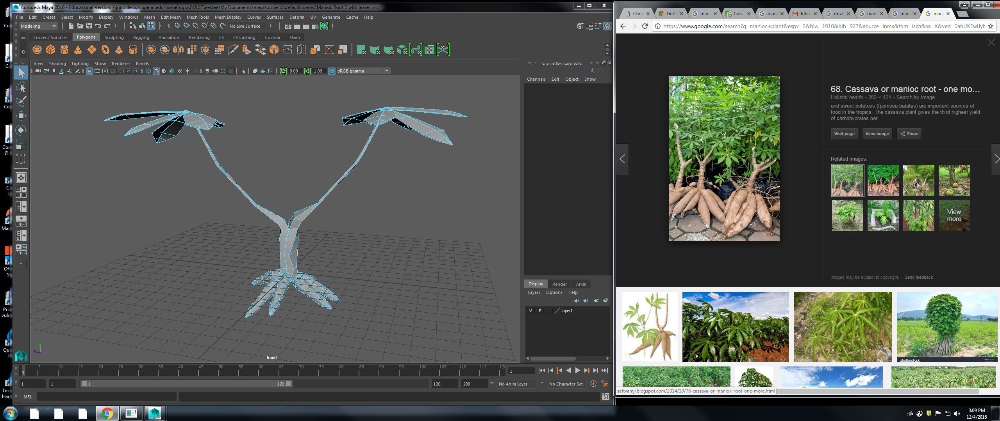 Autodesk Maya 2016 - Educational Version: \\juno.design.upenn.edu\home\ugrad\VLST\eestee\My Documents\maya\projects\default\scenes\Manioc Root 2 with leaves.mb*
File Edit Create Select Modify Display Windows Mesh Edit Mesh Mesh Tools Mesh Display Curves Surfaces Deform UV Generate Cache Help
Modeling
No Live Surface
Curves / Surfaces Polygons Sculpting Rigging Animation Rendering FX FX Caching Custom XGen
View Shading Lighting Show Renderer Panels
0.00 1.00 ON sRGB gamma
Channel Box / Layer Editor
Channels Edit Object Show
front1
y
z
Display Render Anim
Layers Options Help
V P layer1
5 10 15 20 25 30 35 40 45 50 55 60 65 70 75 80 85 90 95 100 105 110 115 120
1
1
1 1 1 120 120 200 No Anim Layer No Character Set
MEL
Chro Gett man Cass man Inbo drive man man man
https://www.google.com/search?q=manioc+plant&espv=2&biw=1010&bih=927&source=lnms&tbm=isch&sa=X&ved=0ahUKEwiJyb
68. Cassava or manioc root - one mo...
Holistic health - 283 × 424 - Search by image
and sweet potatoes (Ipomoea batatas) are important sources of
food in the tropics. The cassava plant gives the third highest yield
of carbohydrates per ...
Visit page View image Share
Related images:
View
more
Images may be subject to copyright. - Send feedback
shutterstock
sattvamji.blogspot.com/2014/10/78-cassava-or-maniok-root-one-more.html
MAYA
3:09 PM
12/4/2016